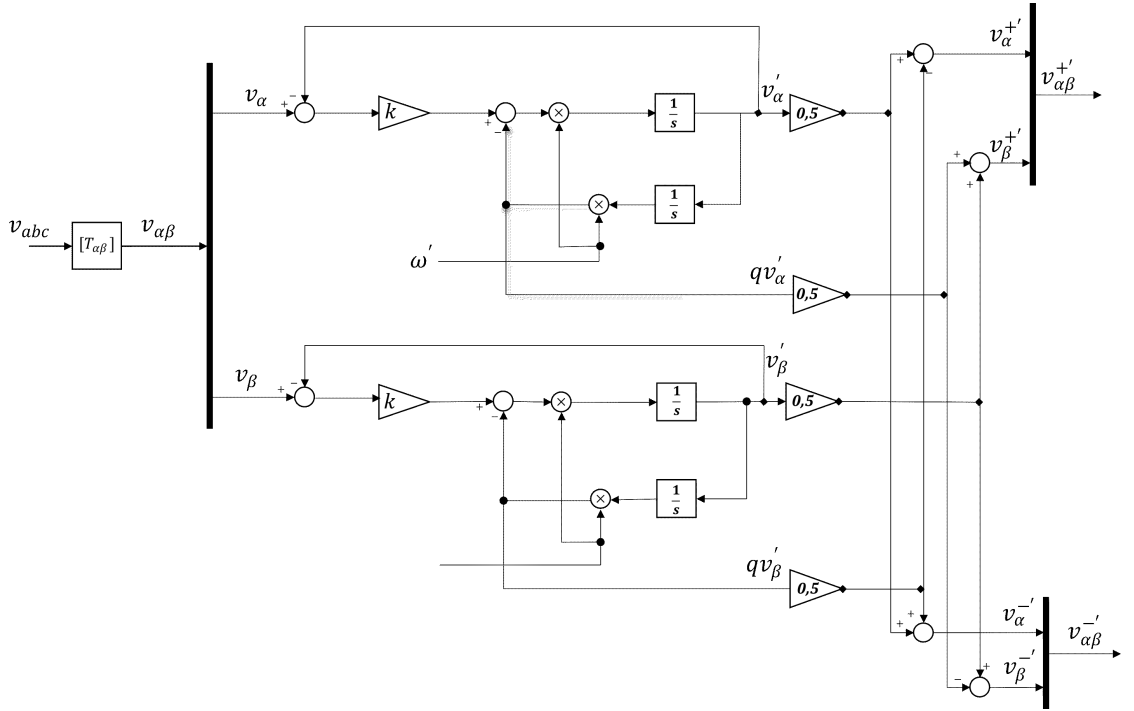 v_abc
[T_αβ]
v_αβ
v_α
+
−
k
+
−
×
1/s
v_α′
0,5
×
1/s
ω′
qv_α′
0,5
v_β
+
−
k
+
−
×
1/s
v_β′
0,5
×
1/s
qv_β′
0,5
+
−
v_α^+′
v_αβ^+′
+
+
v_β^+′
+
+
v_α^−′
v_αβ^−′
−
+
v_β^−′